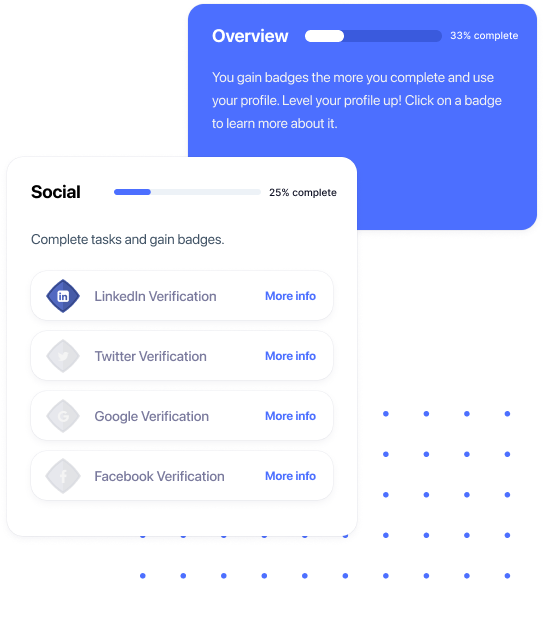 Overview
33% complete
You gain badges the more you complete and use
your profile. Level your profile up! Click on a badge
to learn more about it.
Social
25% complete
Complete tasks and gain badges.
in LinkedIn Verification
More info
Twitter Verification
More info
G Google Verification
More info
f Facebook Verification
More info